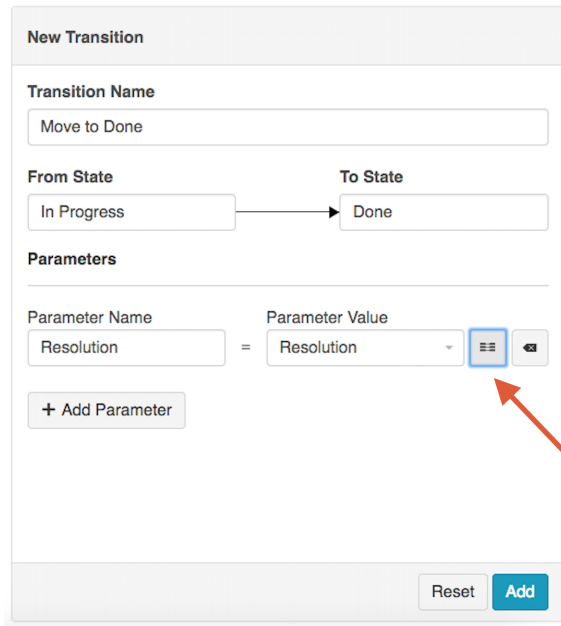 New Transition
Transition Name
Move to Done
From State To State
In Progress Done
Parameters
Parameter Name Parameter Value
Resolution = Resolution
+ Add Parameter
Reset Add